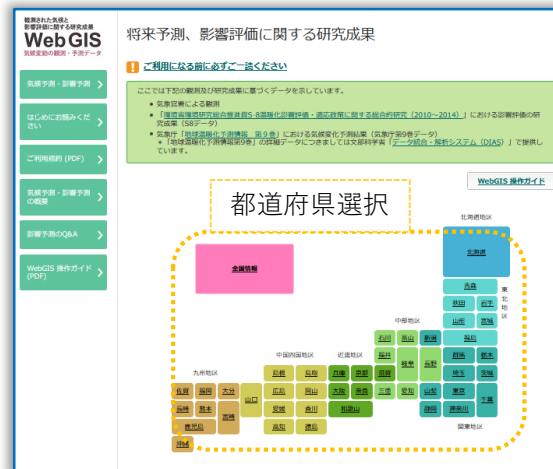 観測された気候と
影響評価に関する研究成果
WebGIS
気候変動の観測・予測データ
気候予測・影響予測
はじめにお読みくだ
さい
ご利用規約 (PDF)
気候予測・影響予測
の概要
影響予測のQ&A
WebGIS 操作ガイド
(PDF)
将来予測、影響評価に関する研究成果
ご利用になる前に必ずご一読ください
ここでは下記の観測及び研究成果に基づくデータを示しています。
気象官署による観測
「環境省環境研究総合推進費S-8温暖化影響評価・適応政策に関する総合的研究（2010～2014）」における影響評価の研
究成果（S8データ）
気象庁「地球温暖化予測情報 第９巻」における気候変化予測結果（気象庁第9巻データ）
＊「地球温暖化予測情報第9巻」の詳細データにつきましては文部科学省「データ統合・解析システム（DIAS）」で提供し
ています。
WebGIS 操作ガイド
都道府県選択
北海道地区
北海道
全国情報
青森
東北地区
秋田 岩手
山形 宮城
中部地区
石川 富山 新潟 福島
中国四国地区 近畿地区
福井 岐阜 長野 群馬 栃木
九州地区
島根 鳥取 兵庫 京都 滋賀 埼玉 茨城
佐賀 福岡 大分 山口 広島 岡山 大阪 奈良 三重 愛知 山梨 東京 千葉
長崎 熊本 宮崎 愛媛 香川 和歌山 静岡 神奈川
鹿児島 高知 徳島 関東地区
沖縄